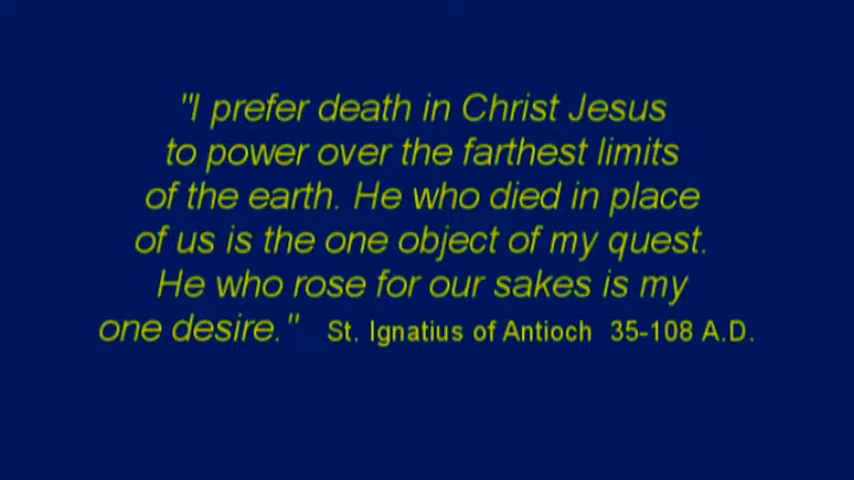 "I prefer death in Christ Jesus
to power over the farthest limits
of the earth. He who died in place
of us is the one object of my quest.
He who rose for our sakes is my
one desire." St. Ignatius of Antioch 35-108 A.D.